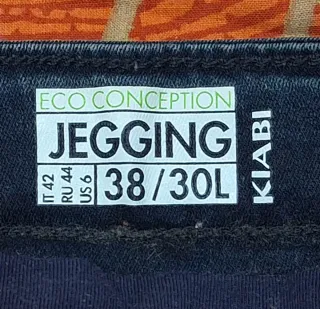 ECO CONCEPTION
JEGGING
IT 42
RU 44
US 6
38/30L
KIABI